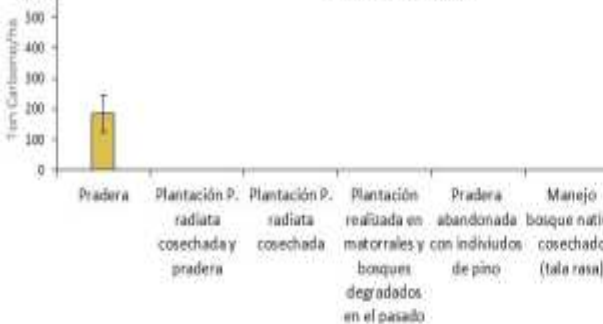 Ton Carbono/ha
500
400
300
200
100
0
Pradera
Plantación P.
radiata
cosechada y
pradera
Plantación P.
radiata
cosechada
Plantación
realizada en
matorrales y
bosques
degradados
en el pasado
Pradera
abandonada
con individuos
de pino
Manejo
bosque nati
cosechado
(tala rasa)